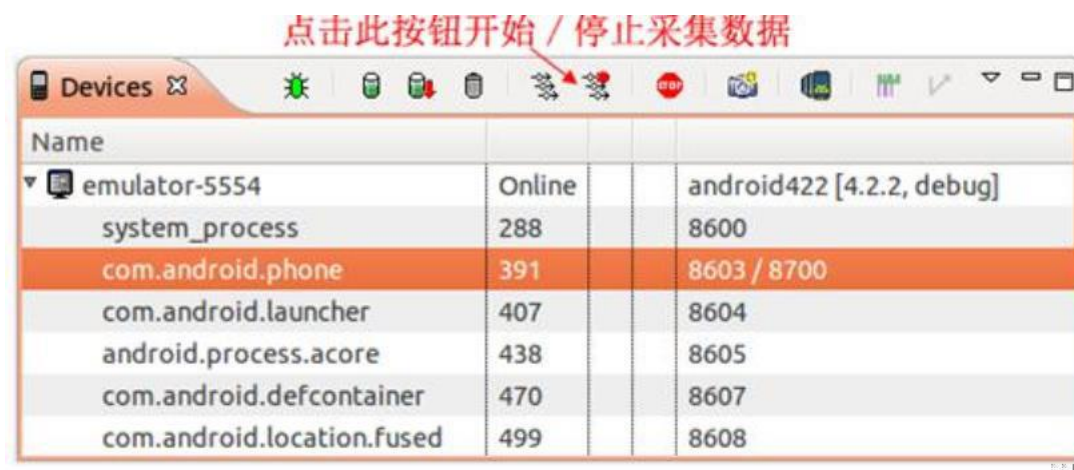 点击此按钮开始／停止采集数据
Devices
STOP
Name
emulator-5554 Online android422 [4.2.2, debug]
system_process 288 8600
com.android.phone 391 8603 / 8700
com.android.launcher 407 8604
android.process.acore 438 8605
com.android.defcontainer 470 8607
com.android.location.fused 499 8608